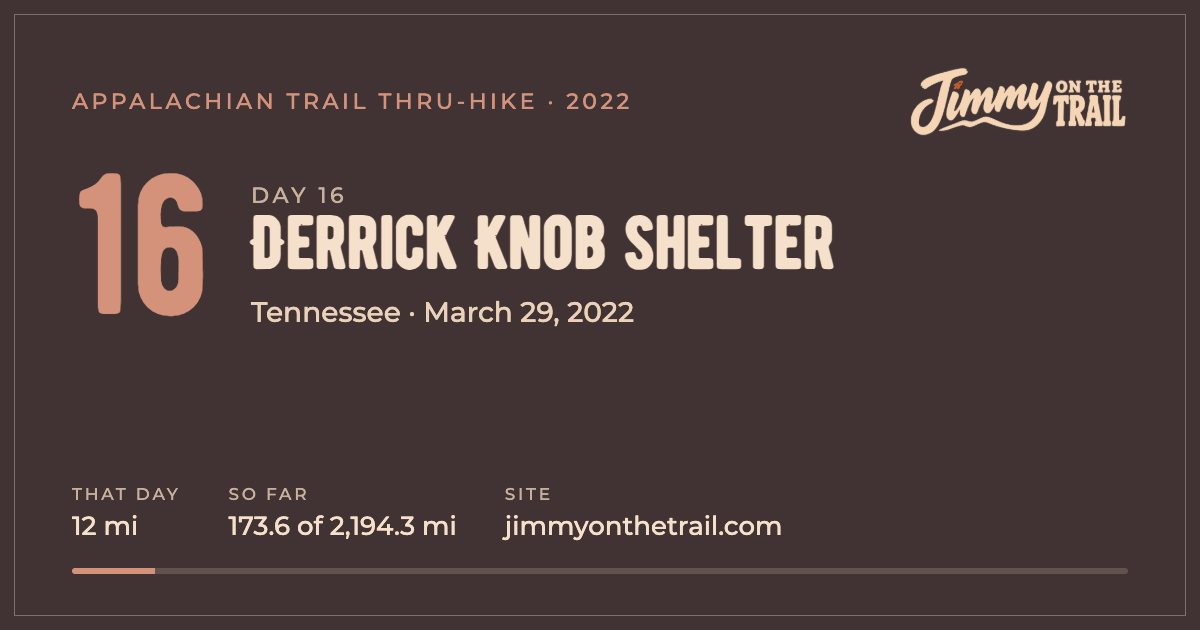 APPALACHIAN TRAIL THRU-HIKE · 2022
Jimmy ON THE TRAIL
16
DAY 16
DERRICK KNOB SHELTER
Tennessee · March 29, 2022
THAT DAY
12 mi
SO FAR
173.6 of 2,194.3 mi
SITE
jimmyonthetrail.com